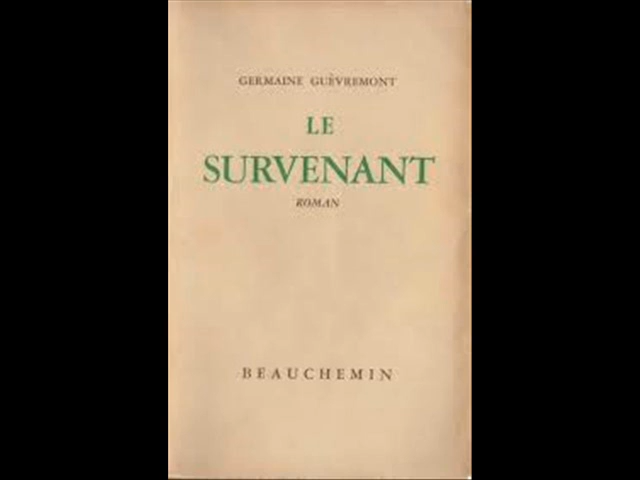 GERMAINE GUÈVREMONT
LE
SURVENANT
ROMAN
BEAUCHEMIN